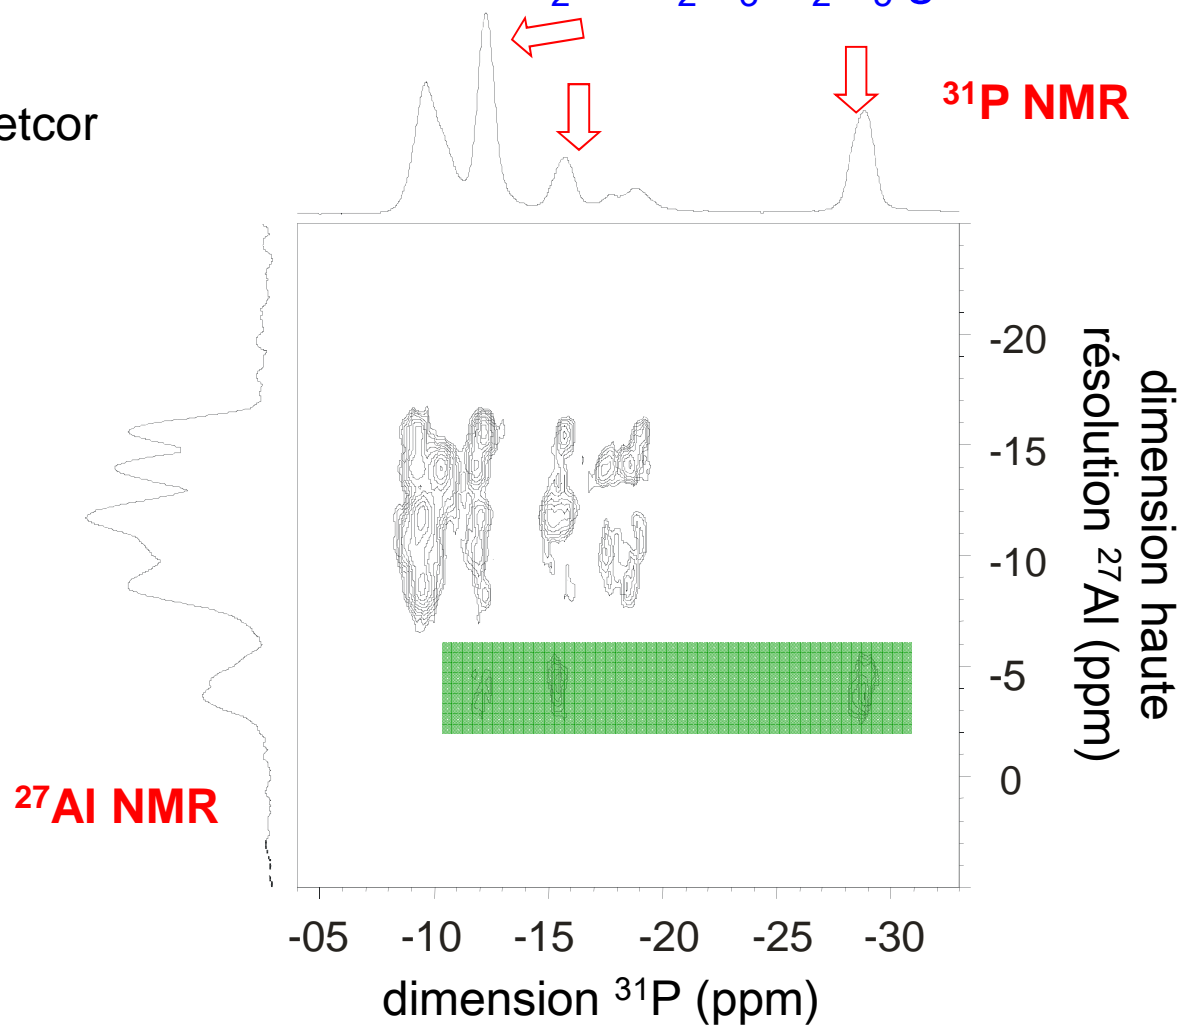 ³¹P NMR
-20
-15
-10
-5
0
dimension haute
résolution ²⁷Al (ppm)
²⁷Al NMR
-05 -10 -15 -20 -25 -30
dimension ³¹P (ppm)